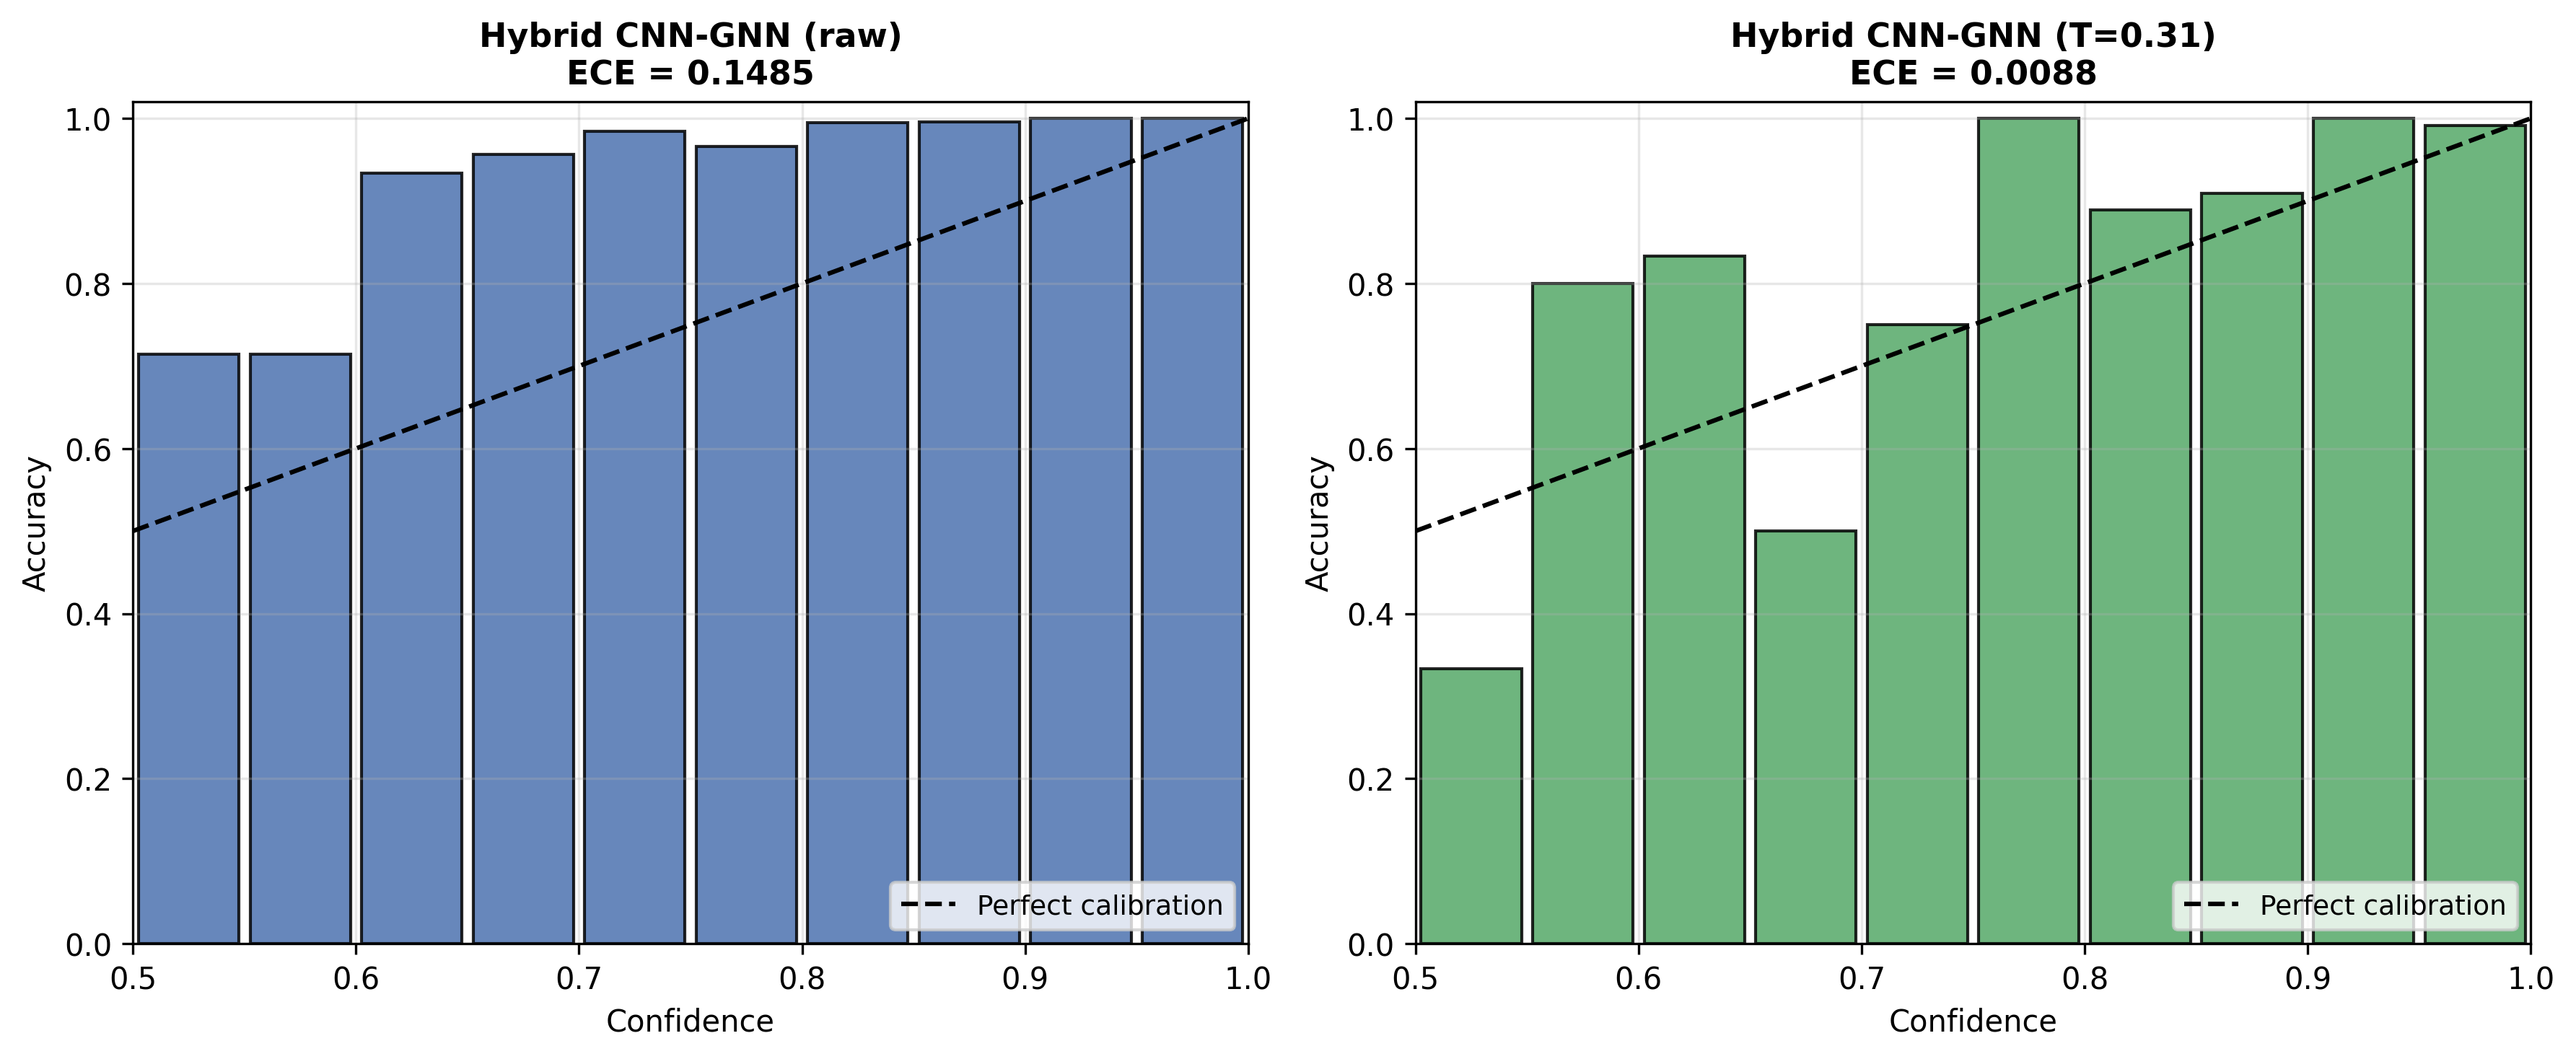 Hybrid CNN-GNN (raw)
ECE = 0.1485
1.0
0.8
0.6
0.4
0.2
0.0
Accuracy
0.5 0.6 0.7 0.8 0.9 1.0
Confidence
Perfect calibration
Hybrid CNN-GNN (T=0.31)
ECE = 0.0088
1.0
0.8
0.6
0.4
0.2
0.0
Accuracy
0.5 0.6 0.7 0.8 0.9 1.0
Confidence
Perfect calibration